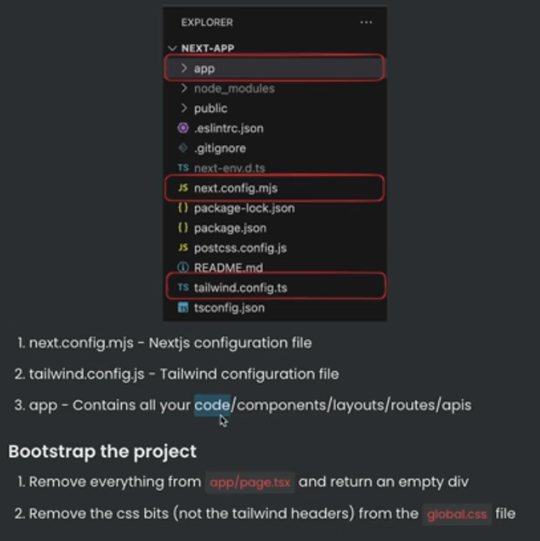 EXPLORER ...
NEXT-APP
app
node_modules
public
.eslintrc.json
.gitignore
TS next-env.d.ts
JS next.config.mjs
{} package-lock.json
{} package.json
JS postcss.config.js
README.md
TS tailwind.config.ts
TS tsconfig.json
1. next.config.mjs - Nextjs configuration file
2. tailwind.config.js - Tailwind configuration file
3. app - Contains all your code/components/layouts/routes/apis
Bootstrap the project
1. Remove everything from app/page.tsx and return an empty div
2. Remove the css bits (not the tailwind headers) from the global.css file